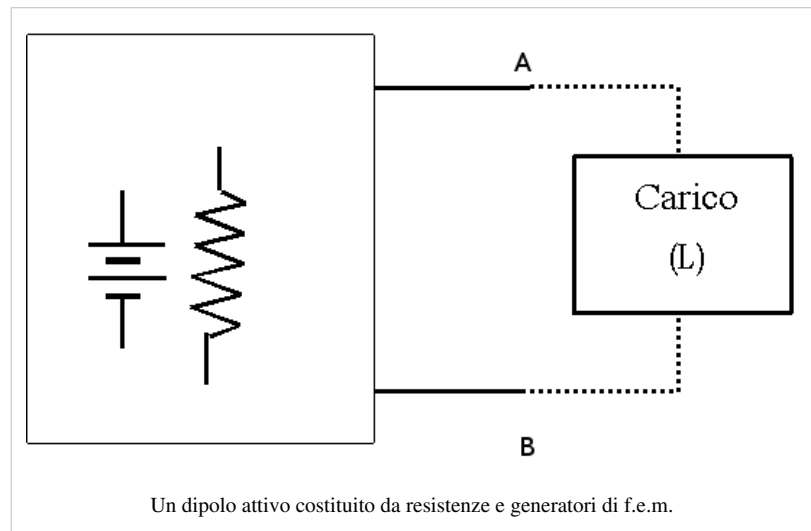 A
Carico
(L)
B
Un dipolo attivo costituito da resistenze e generatori di f.e.m.